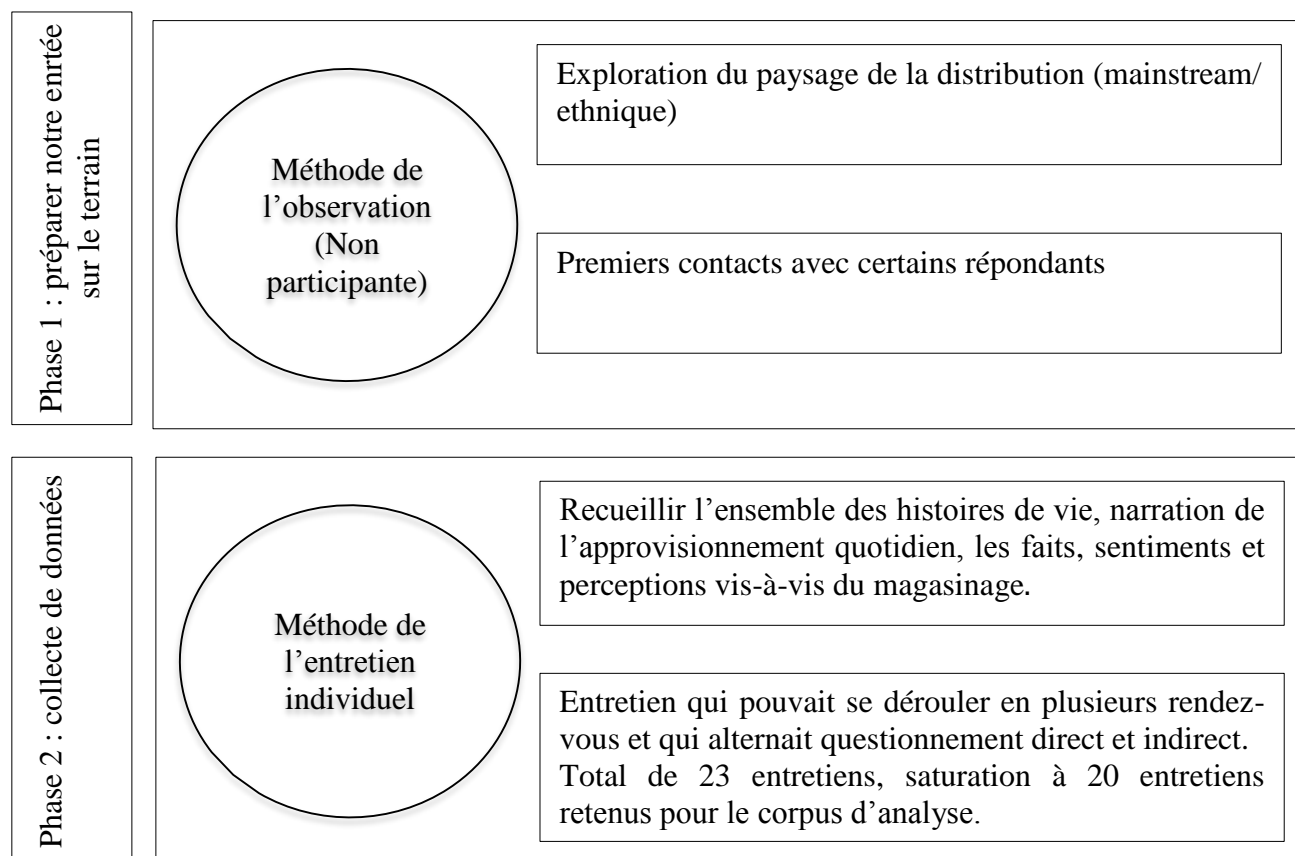 Phase 1 : préparer notre enrtée
sur le terrain
Méthode de
l’observation
(Non
participante)
Exploration du paysage de la distribution (mainstream/
ethnique)
Premiers contacts avec certains répondants
Phase 2 : collecte de données
Méthode de
l’entretien
individuel
Recueillir l’ensemble des histoires de vie, narration de
l’approvisionnement quotidien, les faits, sentiments et
perceptions vis-à-vis du magasinage.
Entretien qui pouvait se dérouler en plusieurs rendez-
vous et qui alternait questionnement direct et indirect.
Total de 23 entretiens, saturation à 20 entretiens
retenus pour le corpus d’analyse.